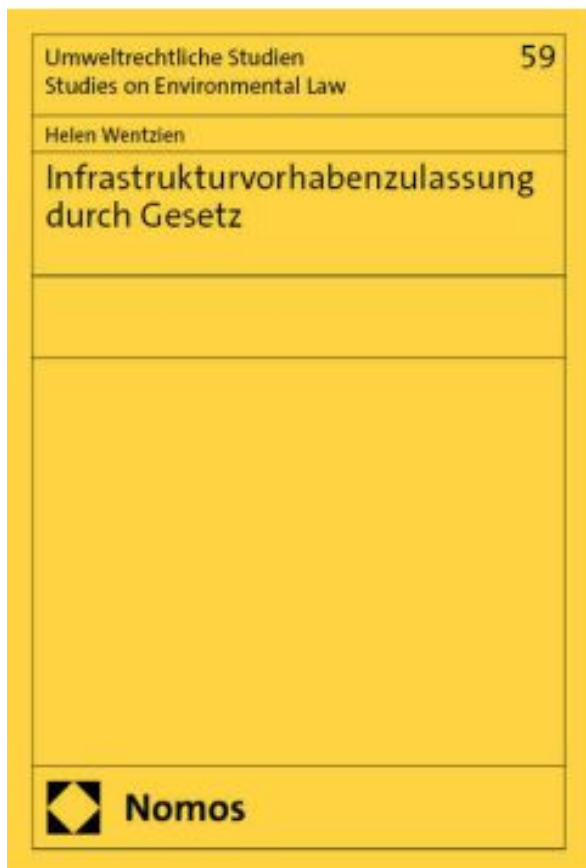 Umweltrechtliche Studien 59
Studies on Environmental Law
Helen Wentzien
Infrastrukturvorhabenzulassung
durch Gesetz
Nomos